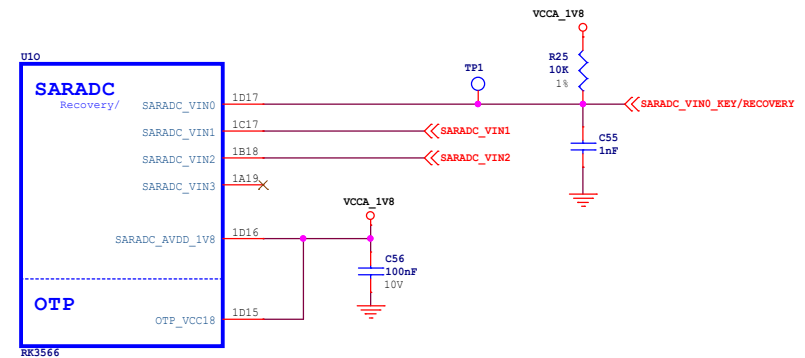 VCCA_1V8
U1O
R25
10K
1%
TP1
SARADC
Recovery/
SARADC_VIN0
1D17
SARADC_VIN0_KEY/RECOVERY
SARADC_VIN1
1C17
SARADC_VIN1
C55
1nF
SARADC_VIN2
1B18
SARADC_VIN2
SARADC_VIN3
1A19
VCCA_1V8
SARADC_AVDD_1V8
1D16
C56
100nF
10V
OTP
OTP_VCC18
1D15
RK3566